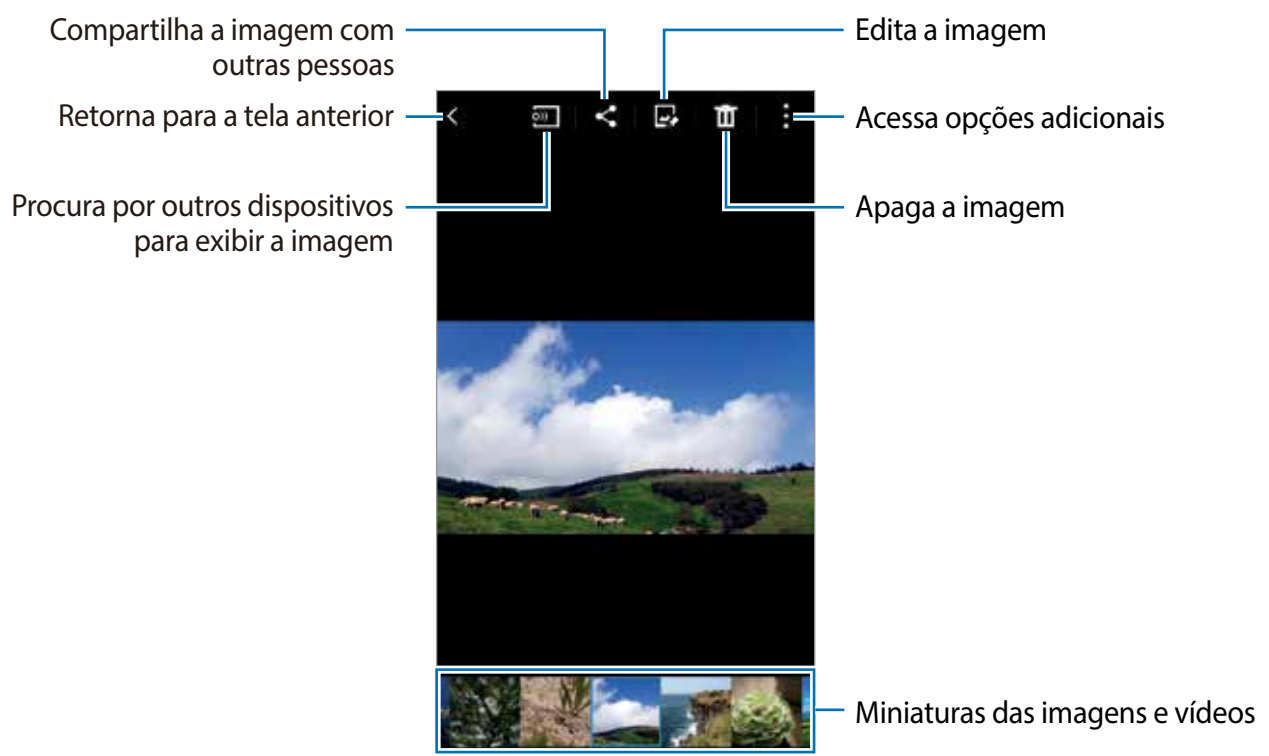 Compartilha a imagem com
outras pessoas
Retorna para a tela anterior
Procura por outros dispositivos
para exibir a imagem
Edita a imagem
Acessa opções adicionais
Apaga a imagem
Miniaturas das imagens e vídeos